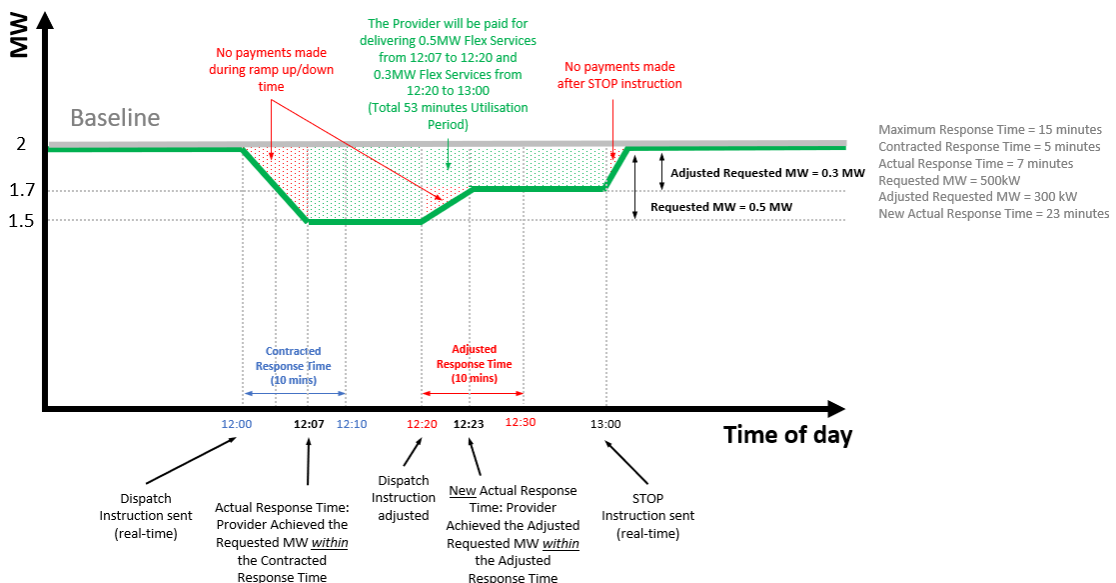 MW
The Provider will be paid for
delivering 0.5MW Flex Services
from 12:07 to 12:20 and
0.3MW Flex Services from
12:20 to 13:00
(Total 53 minutes Utilisation
Period)
No payments made
during ramp up/down
time
No payments made
after STOP instruction
Baseline
2
1.7
1.5
Adjusted Requested MW = 0.3 MW
Requested MW = 0.5 MW
Maximum Response Time = 15 minutes
Contracted Response Time = 5 minutes
Actual Response Time = 7 minutes
Requested MW = 500kW
Adjusted Requested MW = 300 kW
New Actual Response Time = 23 minutes
Contracted
Response Time
(10 mins)
Adjusted
Response Time
(10 mins)
12:00
12:07
12:10
12:20
12:23
12:30
13:00
Time of day
Dispatch
Instruction sent
(real-time)
Actual Response Time:
Provider Achieved the
Requested MW within
the Contracted
Response Time
Dispatch
Instruction
adjusted
New Actual Response
Time: Provider
Achieved the Adjusted
Requested MW within
the Adjusted
Response Time
STOP
Instruction sent
(real-time)